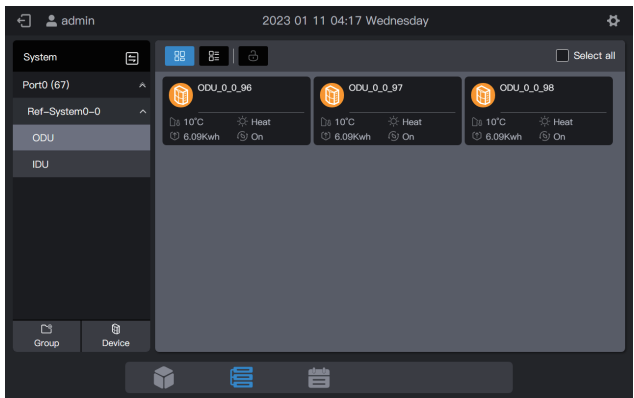 admin
2023 01 11 04:17 Wednesday
System
Select all
Port0 (67)
Ref-System0-0
ODU
IDU
ODU_0_0_96
10°C Heat
6.09Kwh On
ODU_0_0_97
10°C Heat
6.09Kwh On
ODU_0_0_98
10°C Heat
6.09Kwh On
Group Device